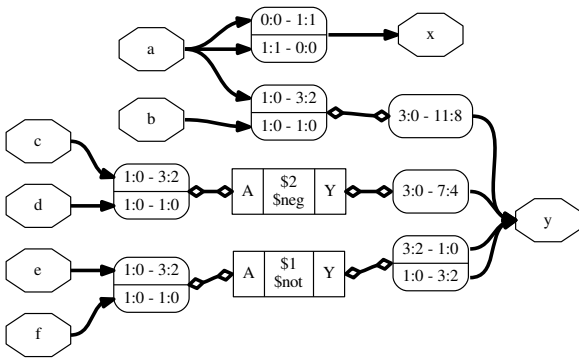 a
0:0 - 1:1
1:1 - 0:0
x
b
1:0 - 3:2
1:0 - 1:0
3:0 - 11:8
c
d
1:0 - 3:2
1:0 - 1:0
A
$2
$neg
Y
3:0 - 7:4
y
e
f
1:0 - 3:2
1:0 - 1:0
A
$1
$not
Y
3:2 - 1:0
1:0 - 3:2